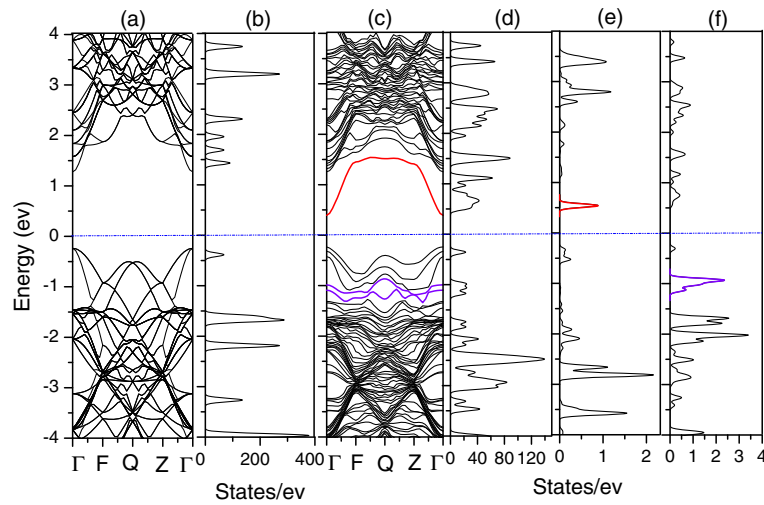 (a) (b) (c) (d) (e) (f)
Energy (ev)
4
3
2
1
0
-1
-2
-3
-4
Γ F Q Z Γ
0 200 400
Γ F Q Z Γ
0 40 80 120
0 1 2
0 1 2 3 4
States/ev
States/ev